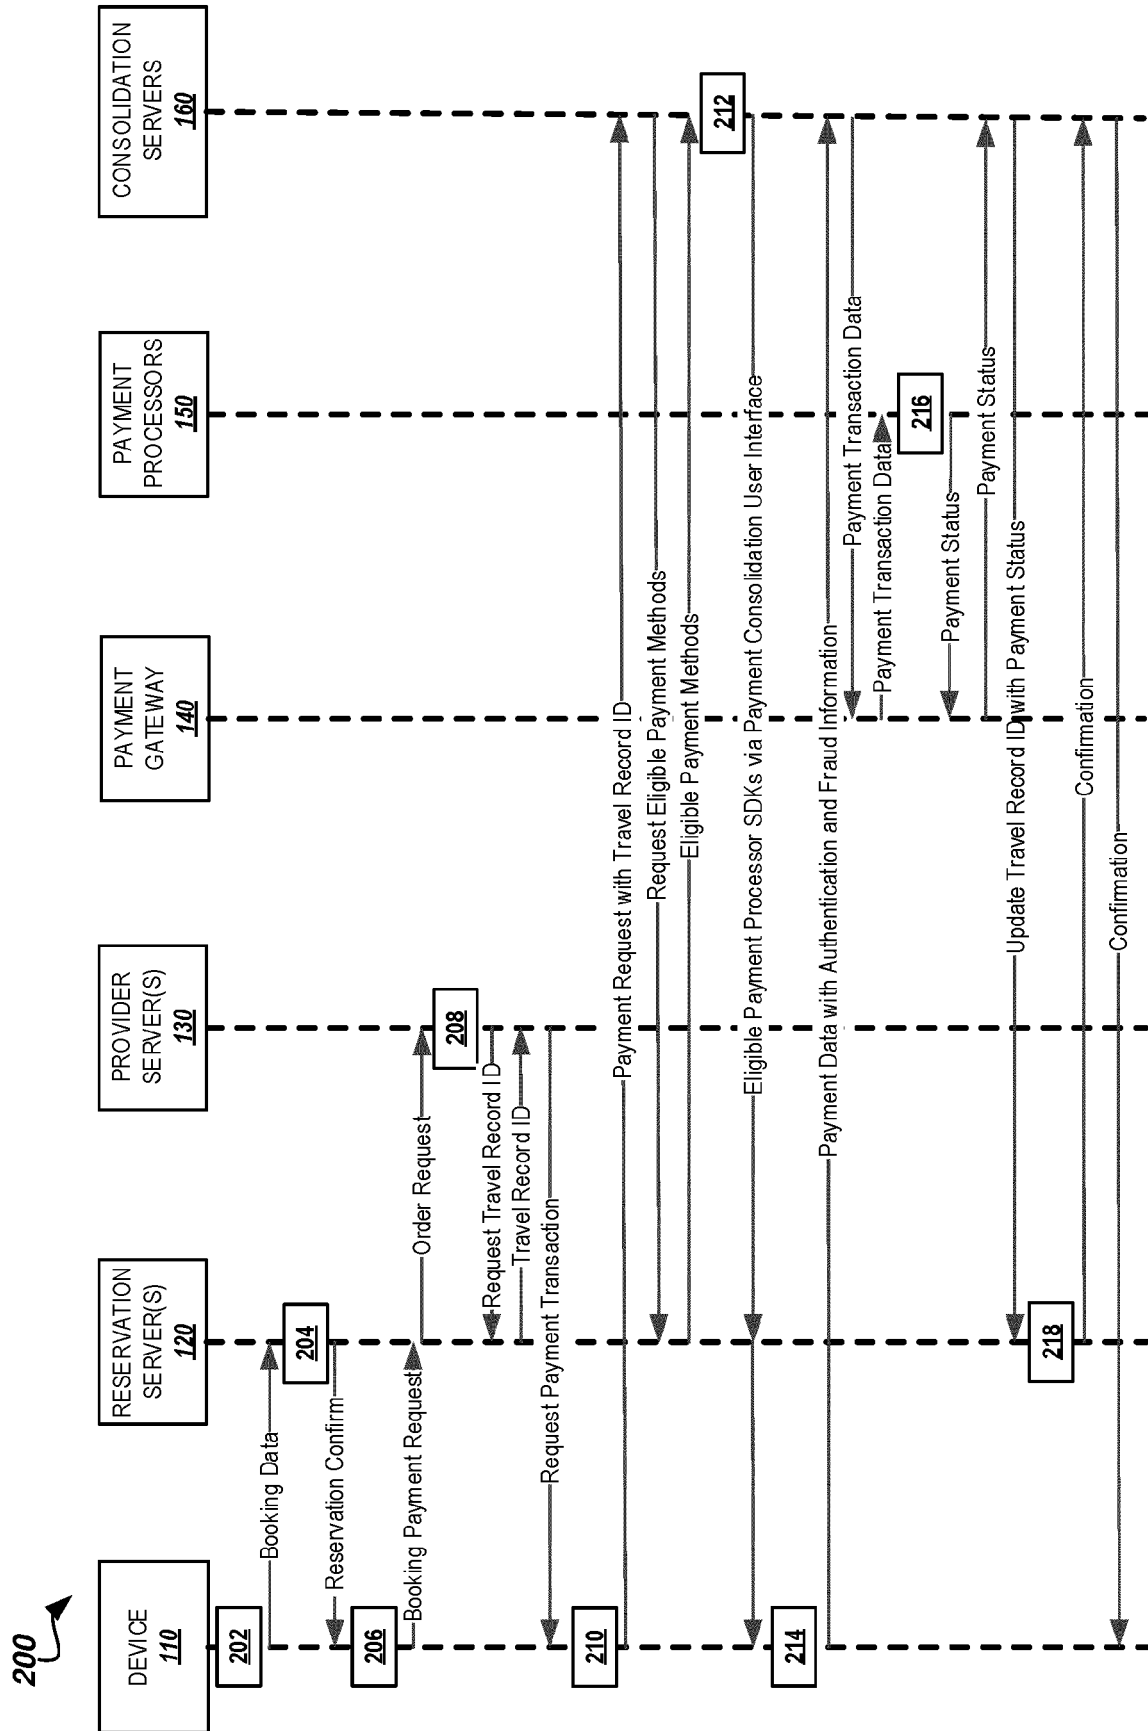 200
DEVICE
110
RESERVATION
SERVER(S)
120
PROVIDER
SERVER(S)
130
PAYMENT
GATEWAY
140
PAYMENT
PROCESSORS
150
CONSOLIDATION
SERVERS
160
202
Booking Data
204
Reservation Confirm
206
Booking Payment Request
Order Request
208
Request Travel Record ID
Travel Record ID
Request Payment Transaction
210
Payment Request with Travel Record ID
Request Eligible Payment Methods
Eligible Payment Methods
212
Eligible Payment Processor SDKs via Payment Consolidation User Interface
214
Payment Data with Authentication and Fraud Information
Payment Transaction Data
Payment Transaction Data
216
Payment Status
Payment Status
Update Travel Record ID with Payment Status
218
Confirmation
Confirmation